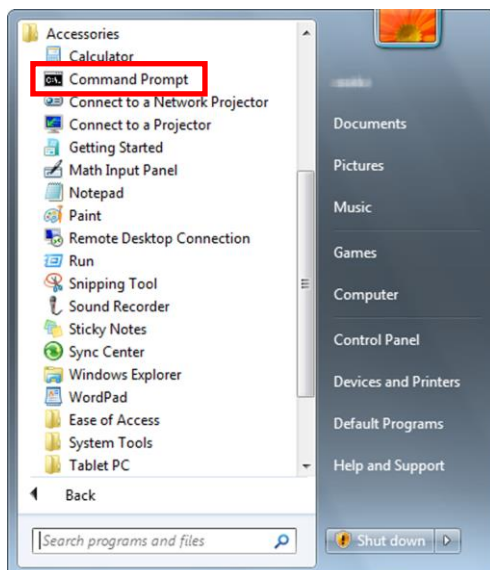 Accessories
Calculator
Command Prompt
Connect to a Network Projector
Connect to a Projector
Getting Started
Math Input Panel
Notepad
Paint
Remote Desktop Connection
Run
Snipping Tool
Sound Recorder
Sticky Notes
Sync Center
Windows Explorer
WordPad
Ease of Access
System Tools
Tablet PC
Back
Search programs and files
Documents
Pictures
Music
Games
Computer
Control Panel
Devices and Printers
Default Programs
Help and Support
Shut down